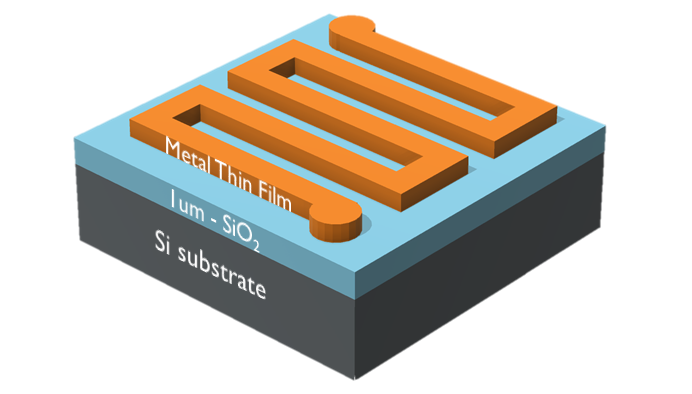 Metal Thin Film
1um - SiO₂
Si substrate